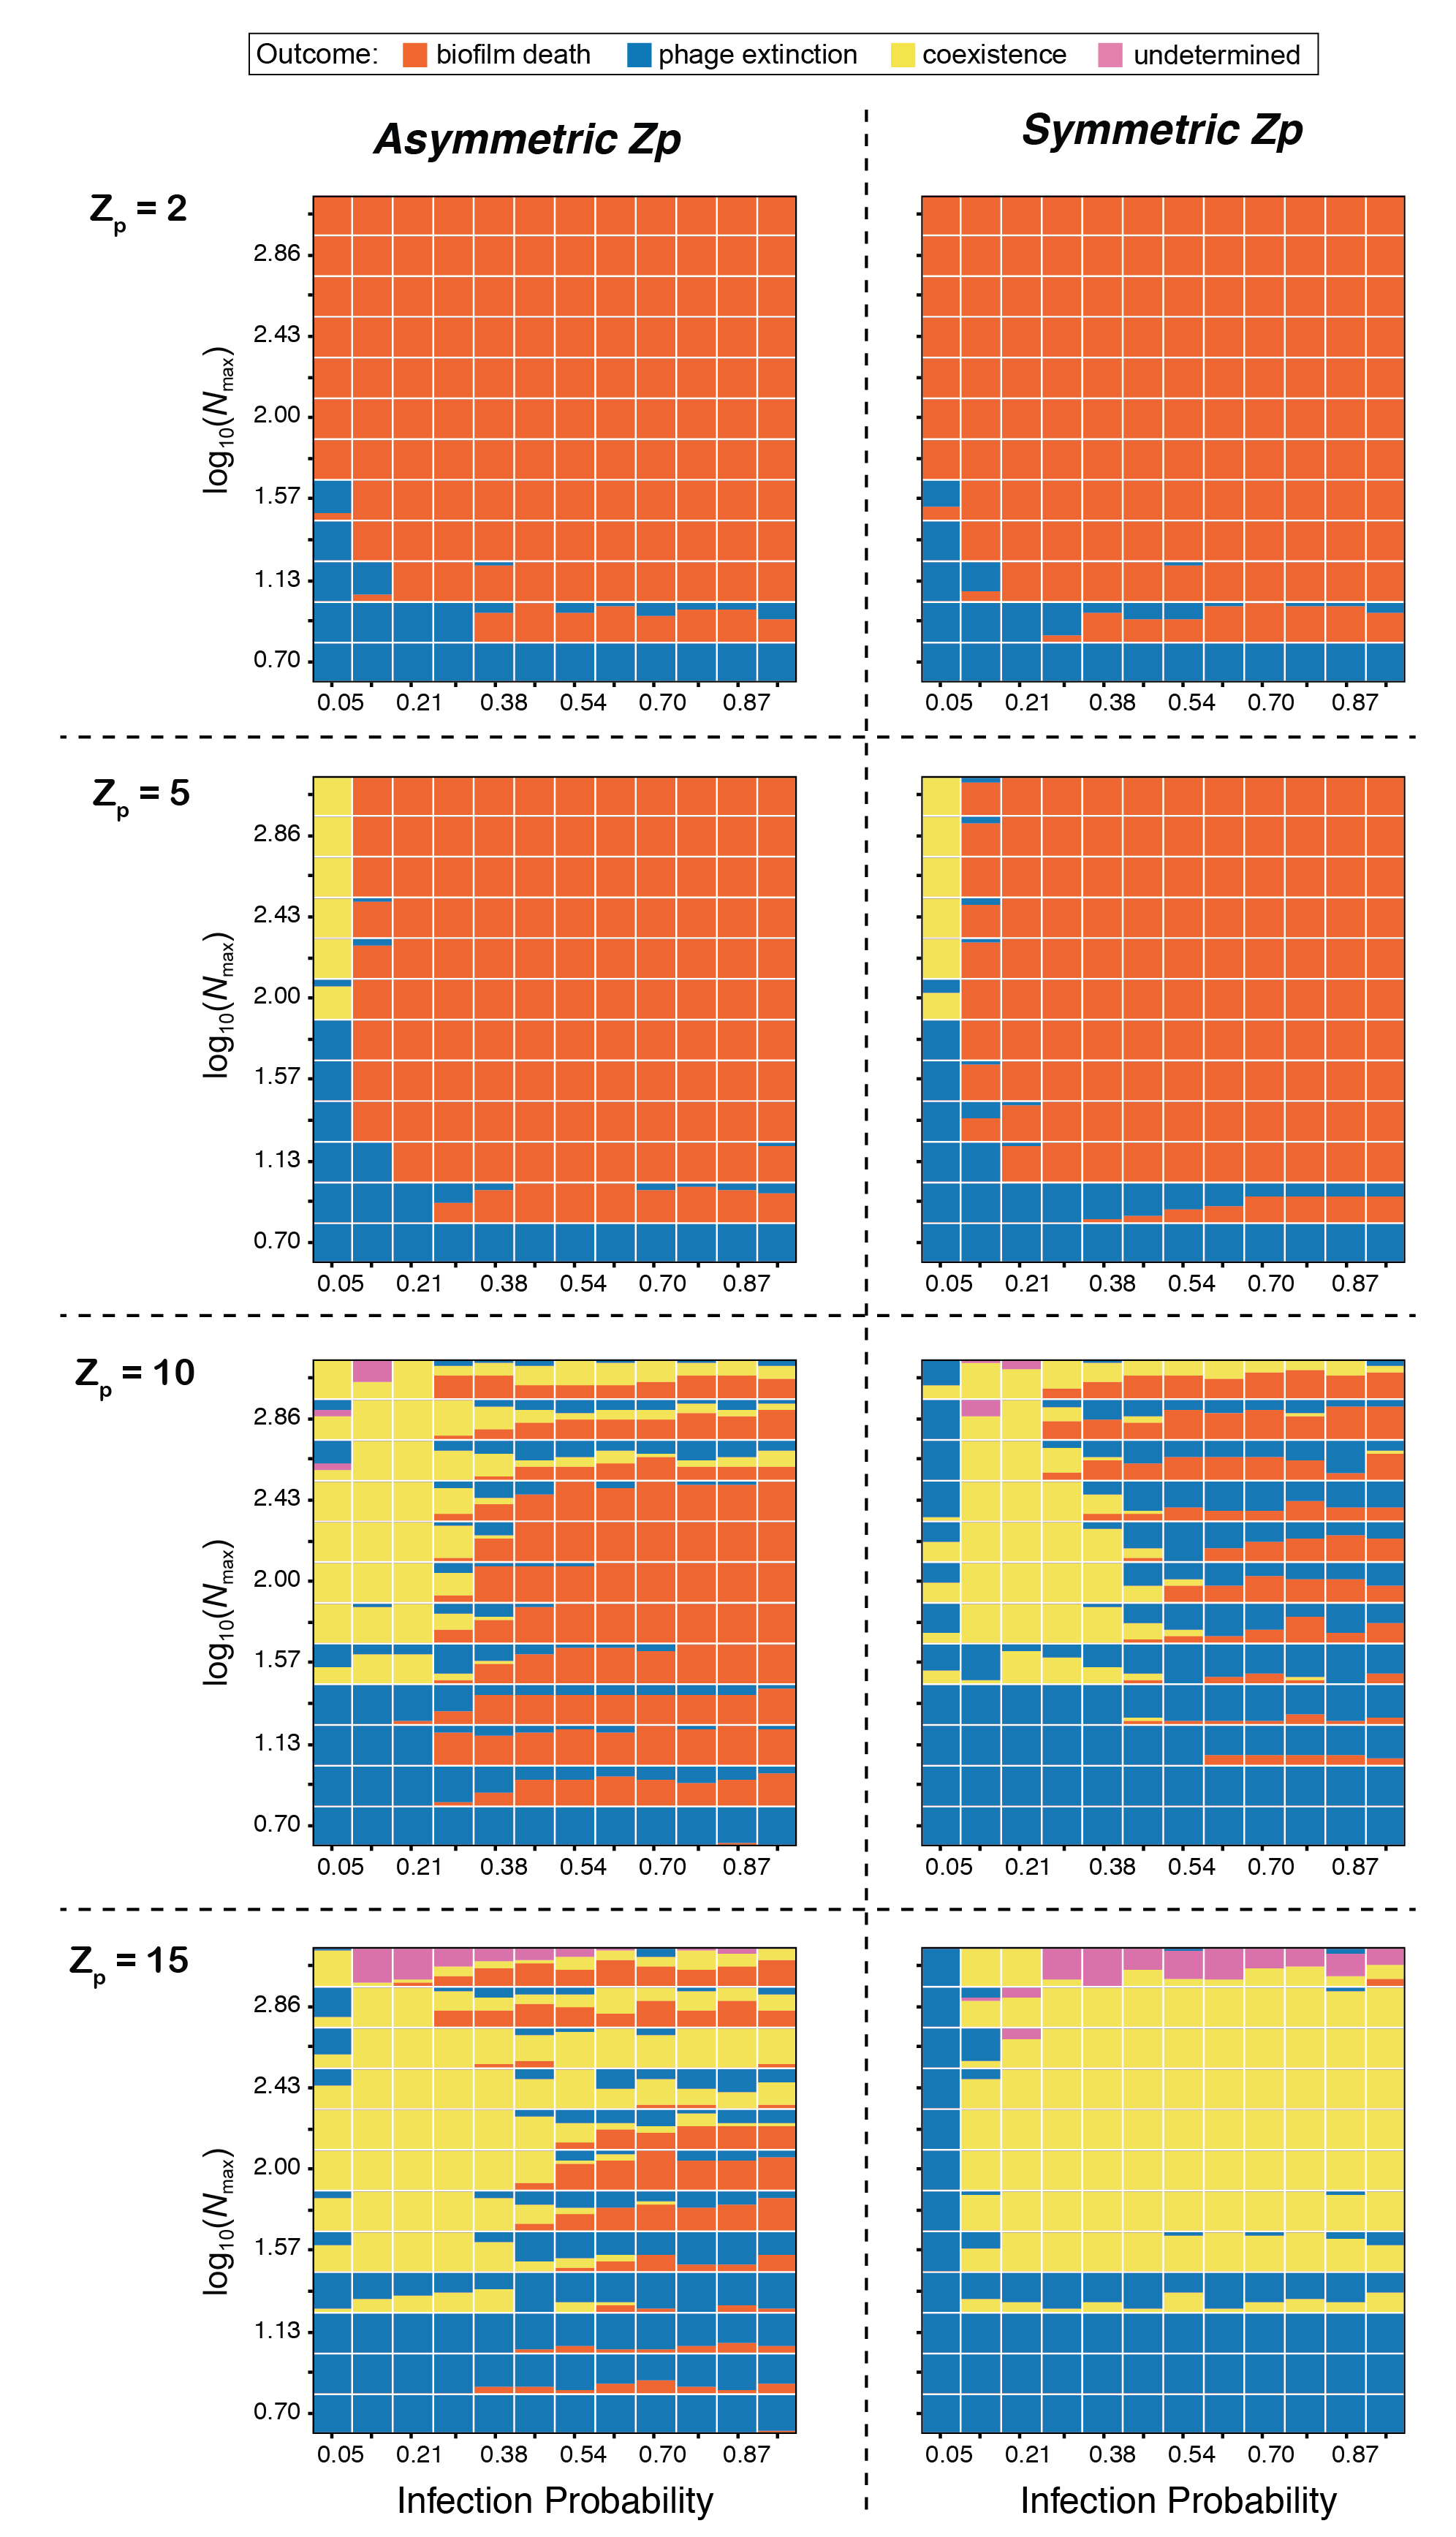 Outcome: biofilm death phage extinction coexistence undetermined
Asymmetric Zp
Symmetric Zp
Zp = 2
2.86
2.43
2.00
1.57
1.13
0.70
log10(Nmax)
0.05 0.21 0.38 0.54 0.70 0.87
0.05 0.21 0.38 0.54 0.70 0.87
Zp = 5
2.86
2.43
2.00
1.57
1.13
0.70
log10(Nmax)
0.05 0.21 0.38 0.54 0.70 0.87
0.05 0.21 0.38 0.54 0.70 0.87
Zp = 10
2.86
2.43
2.00
1.57
1.13
0.70
log10(Nmax)
0.05 0.21 0.38 0.54 0.70 0.87
0.05 0.21 0.38 0.54 0.70 0.87
Zp = 15
2.86
2.43
2.00
1.57
1.13
0.70
log10(Nmax)
0.05 0.21 0.38 0.54 0.70 0.87
0.05 0.21 0.38 0.54 0.70 0.87
Infection Probability
Infection Probability